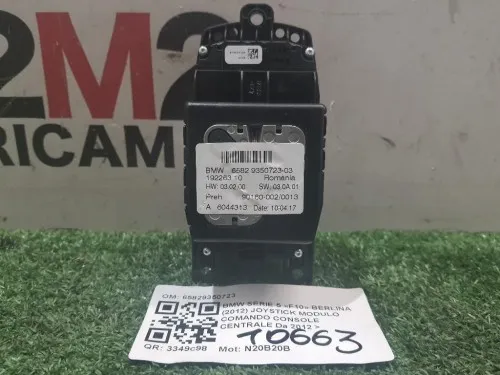 2M2
RICAM
BMW 6582 9350723-03
192263 10 Romania
HW: 03.02.00 SW: 03.0A.01
Preh 90160-002/0013
A 6044313 Date: 10.04.17
OM: 65829350723
BMW SERIE 5 «F10» BERLINA
(2012) JOYSTICK MODULO
COMANDO CONSOLE
CENTRALE Da 2012 >
10663
QR: 3349c98 Mot: N20B20B